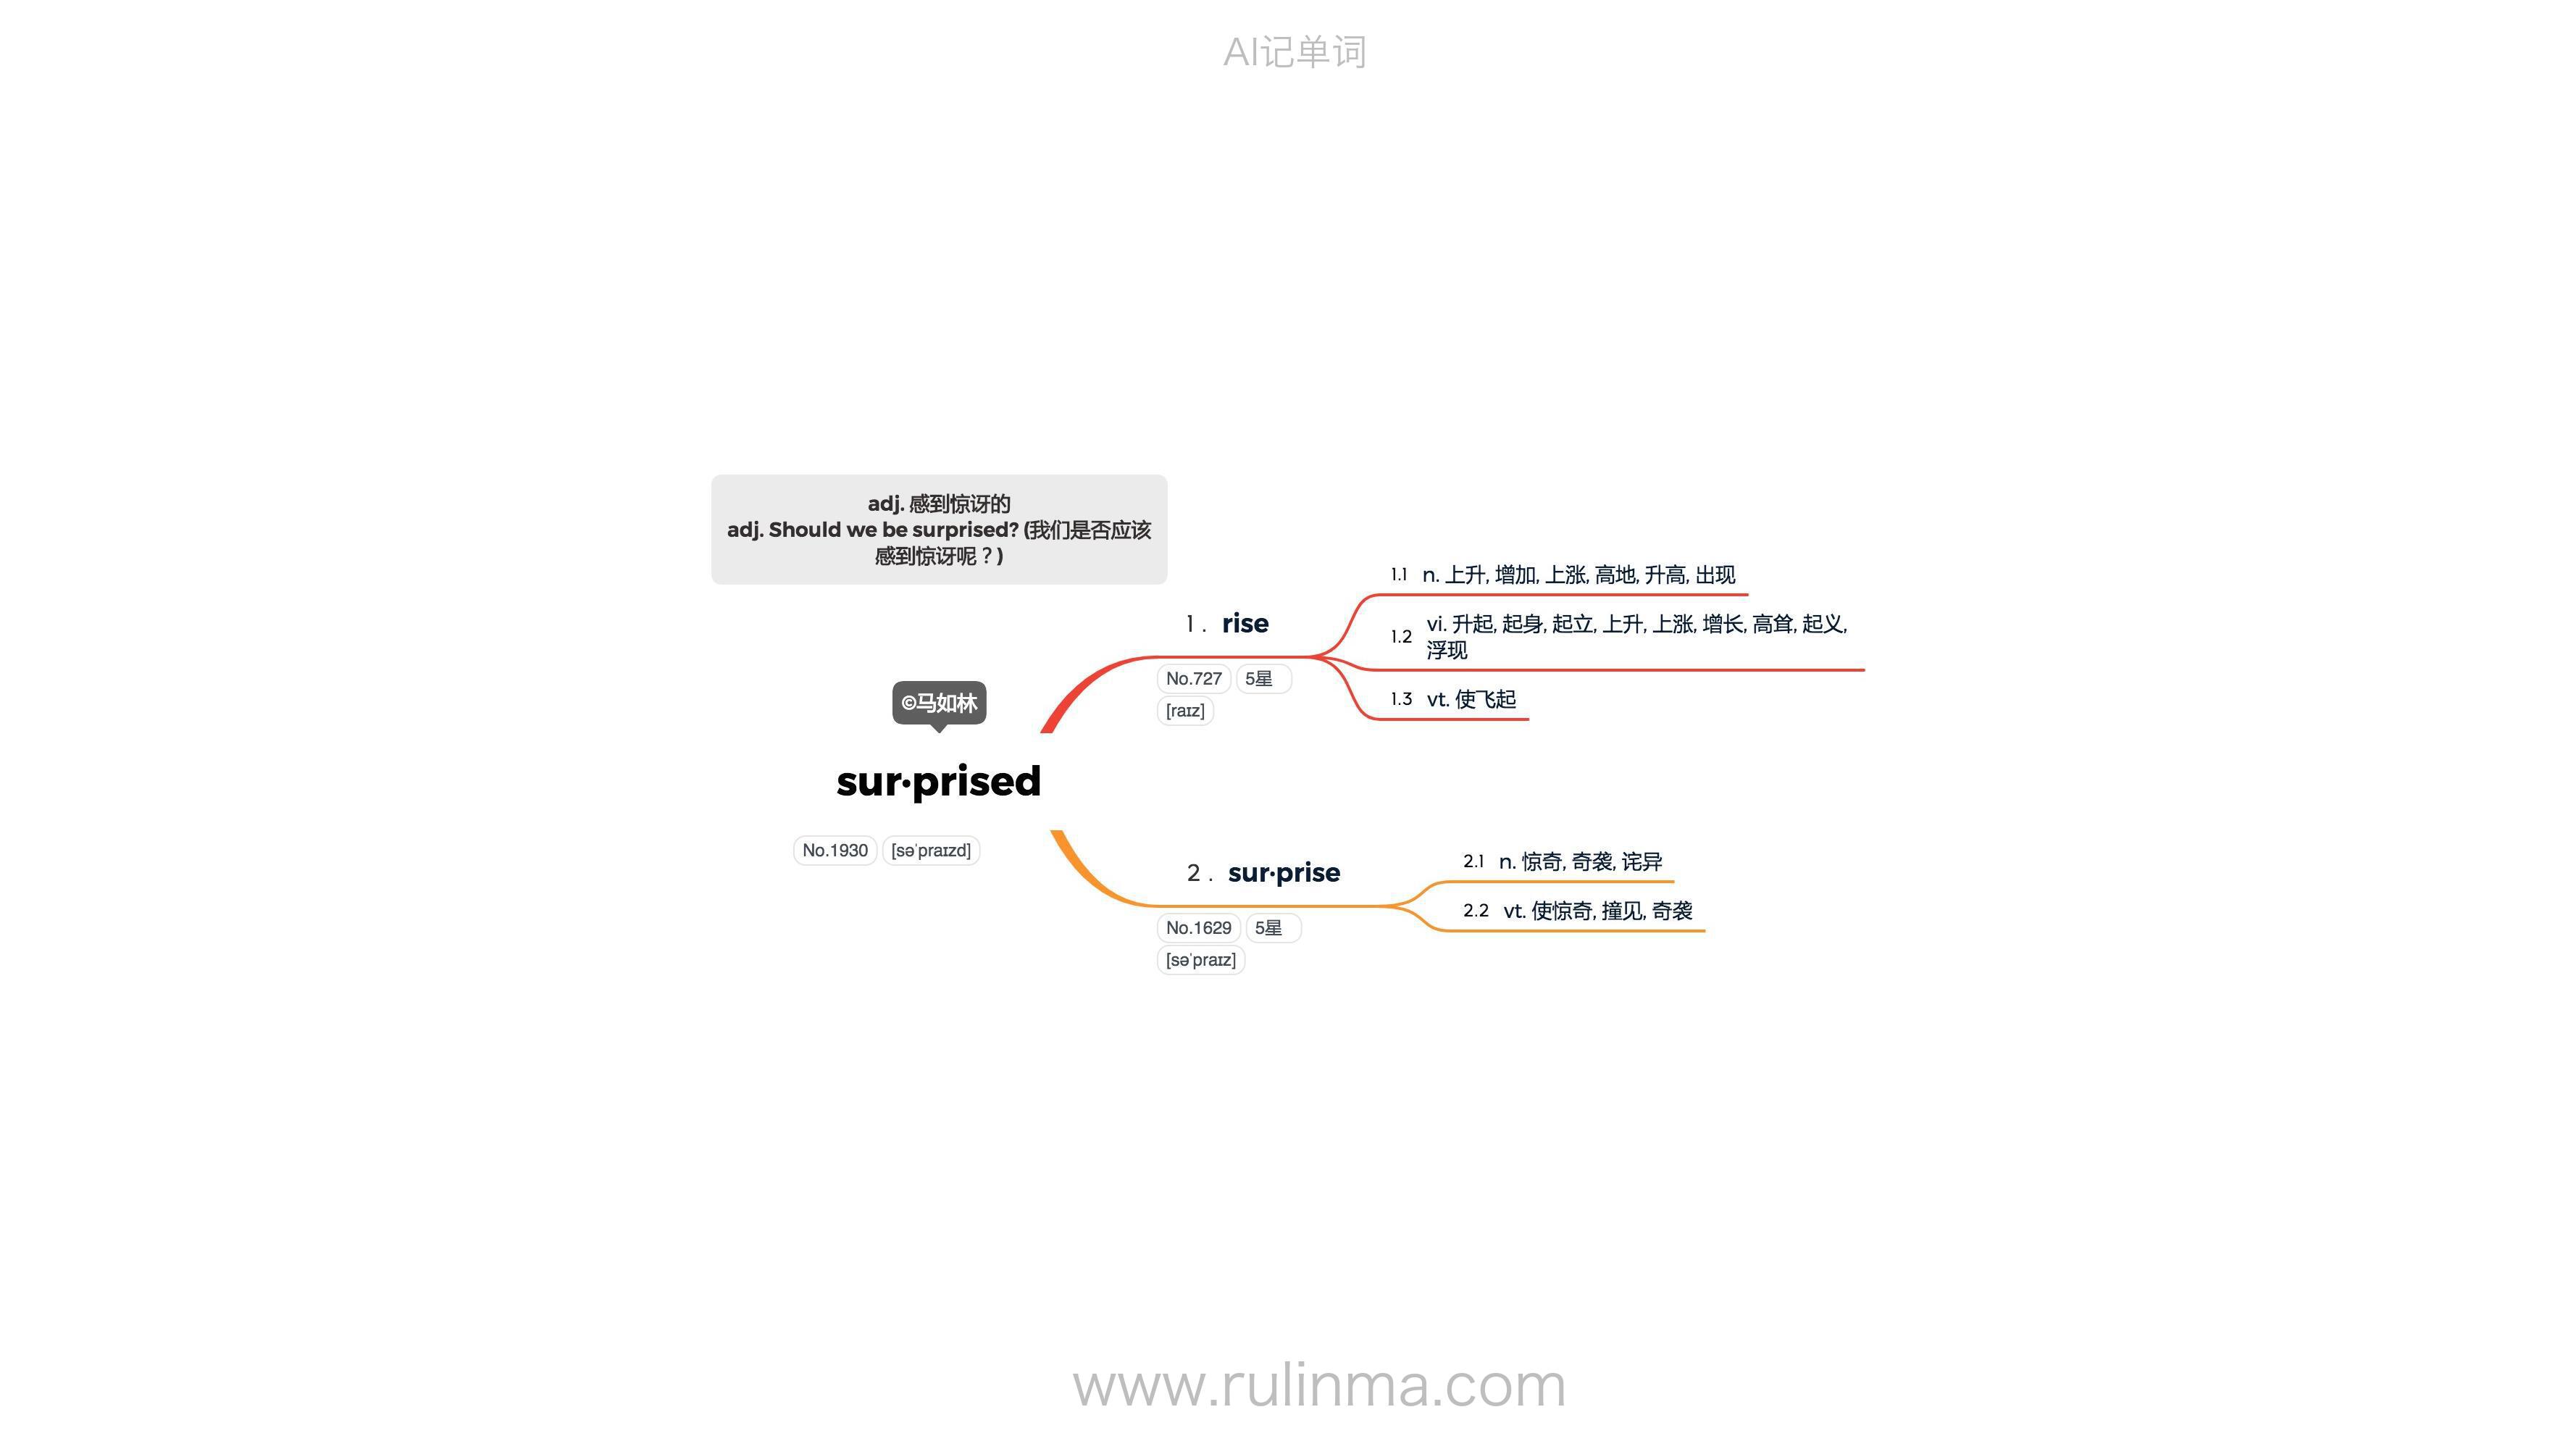 AI记单词
adj. 感到惊讶的
adj. Should we be surprised? (我们是否应该
感到惊讶呢？)
©马如林
sur·prised
No.1930 [səˈpraɪzd]
1. rise
No.727 5星
[raɪz]
1.1 n. 上升, 增加, 上涨, 高地, 升高, 出现
1.2 vi. 升起, 起身, 起立, 上升, 上涨, 增长, 高耸, 起义,
浮现
1.3 vt. 使飞起
2. sur·prise
No.1629 5星
[səˈpraɪz]
2.1 n. 惊奇, 奇袭, 诧异
2.2 vt. 使惊奇, 撞见, 奇袭
www.rulinma.com